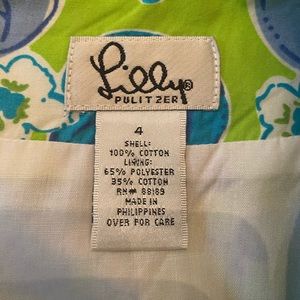 Lilly®
PULITZER
4
SHELL:
100% COTTON
LINING:
65% POLYESTER
35% COTTON
RN# 88189
MADE IN
PHILIPPINES
OVER FOR CARE